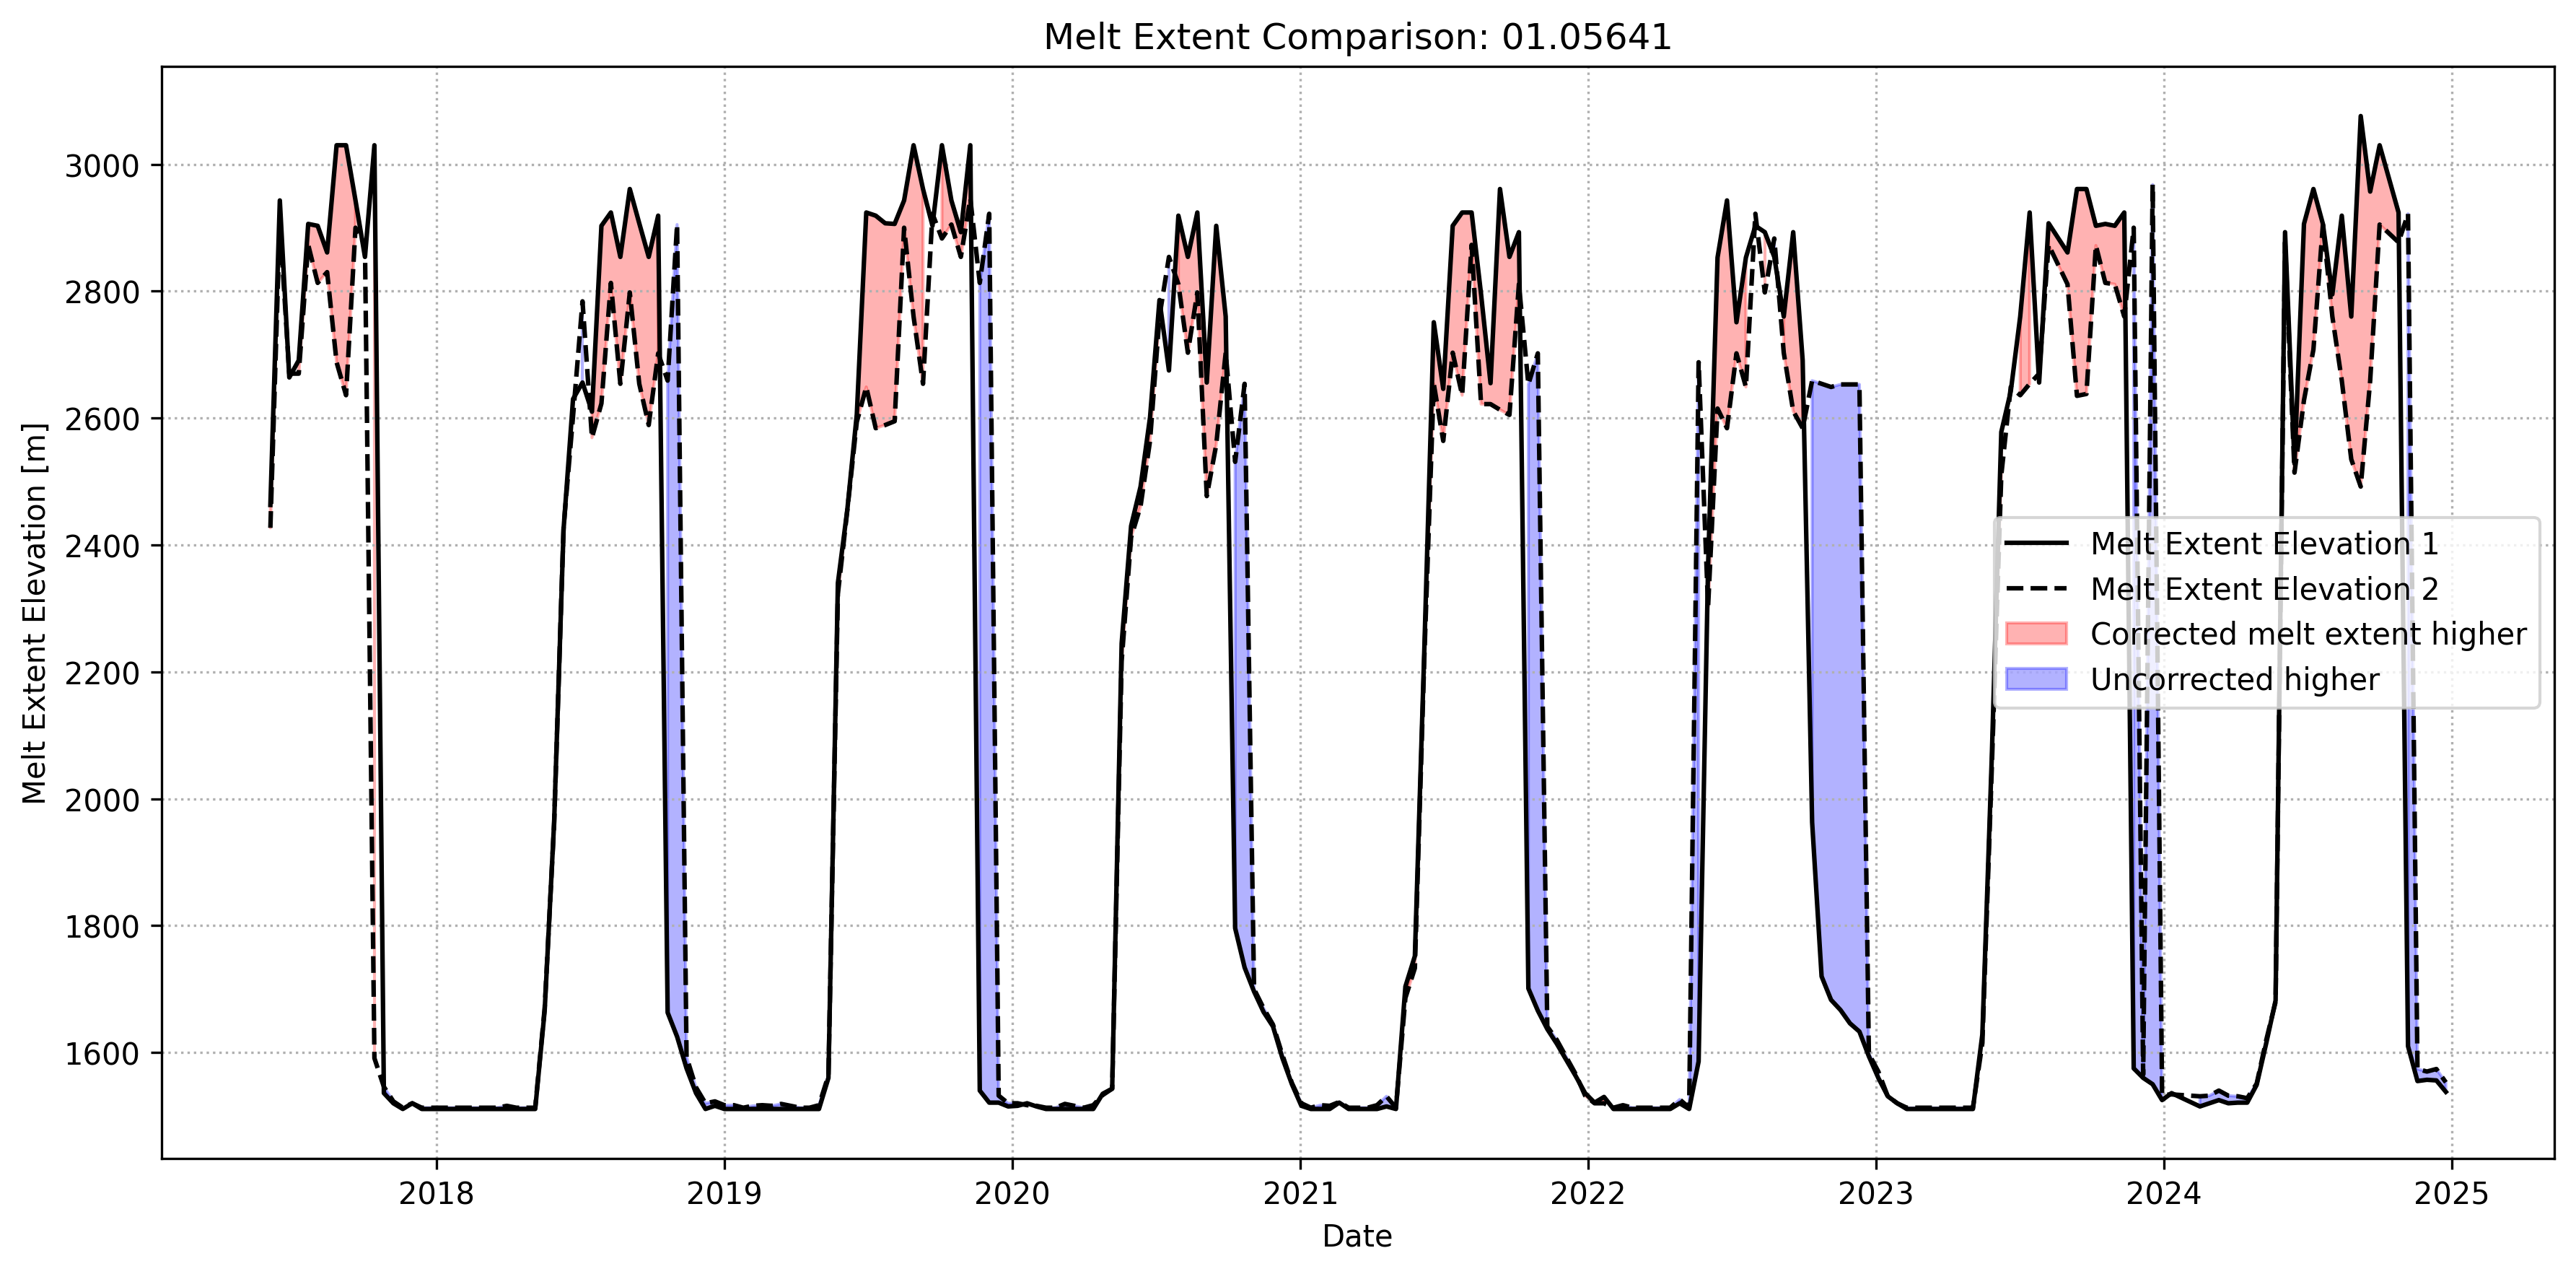 Melt Extent Comparison: 01.05641
Melt Extent Elevation [m]
3000
2800
2600
2400
2200
2000
1800
1600
Melt Extent Elevation 1
Melt Extent Elevation 2
Corrected melt extent higher
Uncorrected higher
2018 2019 2020 2021 2022 2023 2024 2025
Date